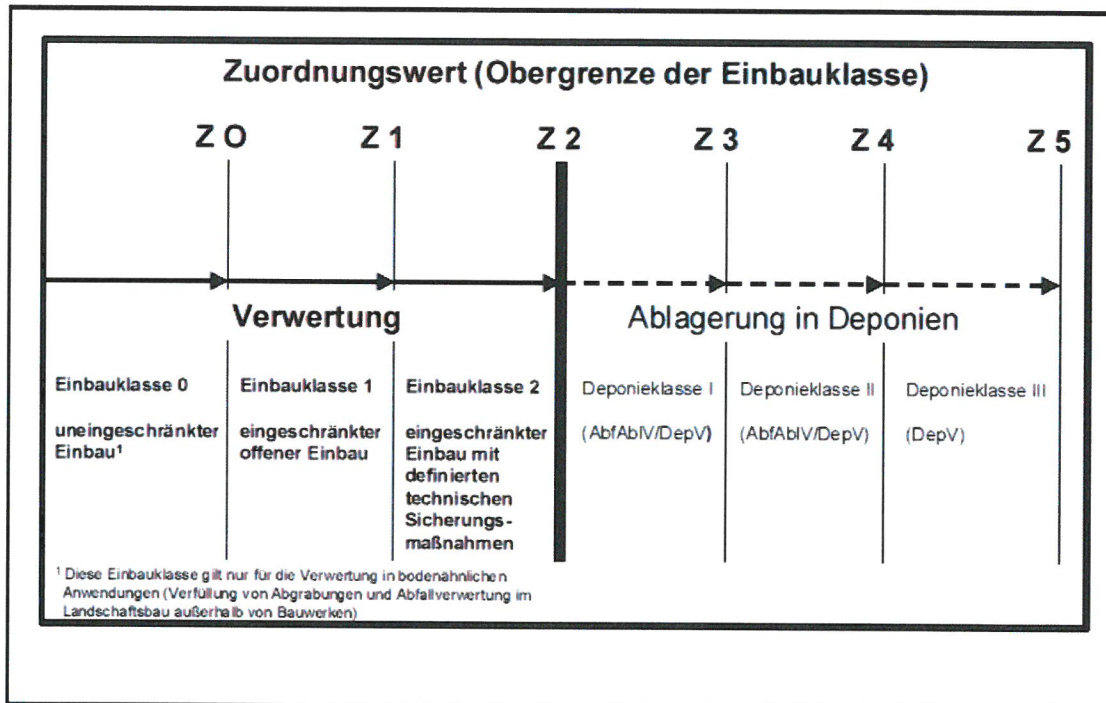 Zuordnungswert (Obergrenze der Einbauklasse)
Z 0 Z 1 Z 2 Z 3 Z 4 Z 5
Verwertung
Ablagerung in Deponien
Einbauklasse 0
uneingeschränkter
Einbau¹
Einbauklasse 1
eingeschränkter
offener Einbau
Einbauklasse 2
eingeschränkter
Einbau mit
definierten
technischen
Sicherungs-
maßnahmen
Deponieklasse I
(AbfAblV/DepV)
Deponieklasse II
(AbfAblV/DepV)
Deponieklasse III
(DepV)
¹ Diese Einbauklasse gilt nur für die Verwertung in bodenähnlichen
Anwendungen (Verfüllung von Abgrabungen und Abfallverwertung im
Landschaftsbau außerhalb von Bauwerken)